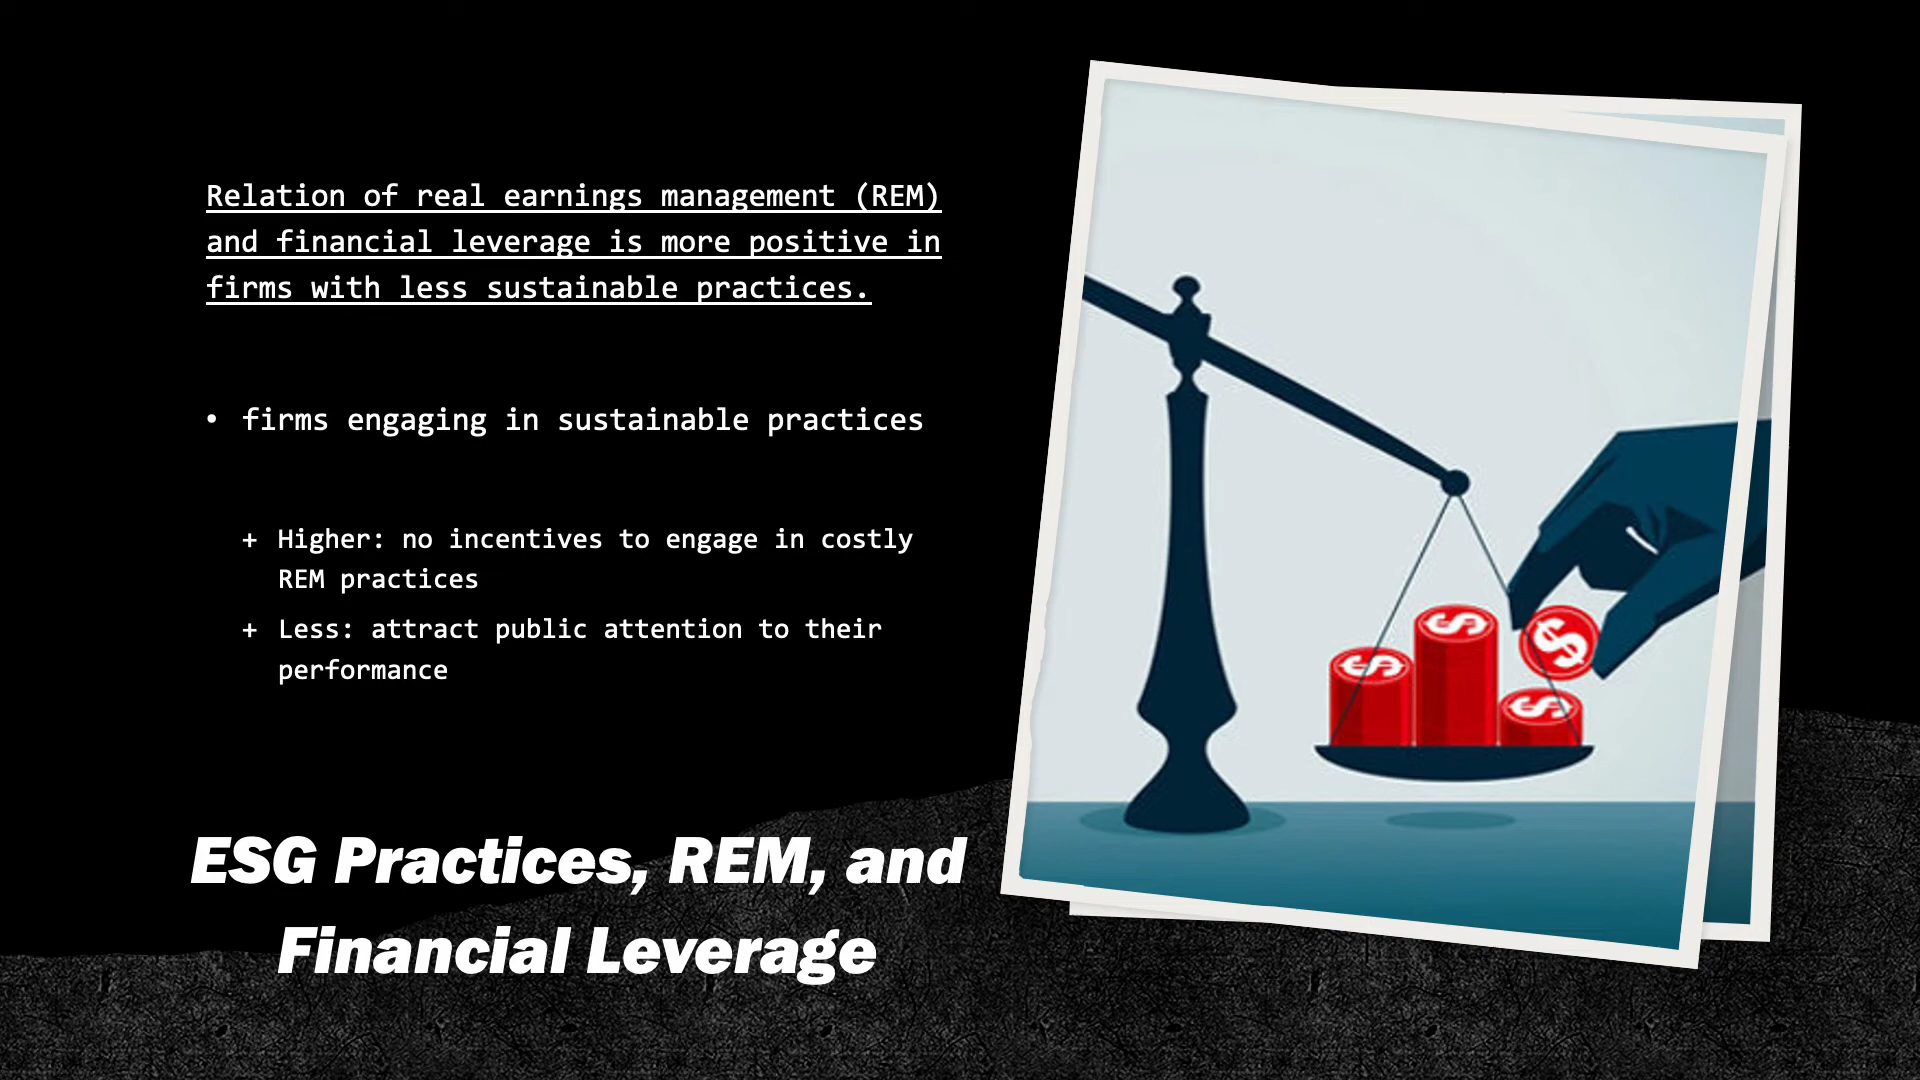 Relation of real earnings management (REM)
and financial leverage is more positive in
firms with less sustainable practices.
• firms engaging in sustainable practices
+ Higher: no incentives to engage in costly
REM practices
+ Less: attract public attention to their
performance
ESG Practices, REM, and
Financial Leverage
$ $ $ $